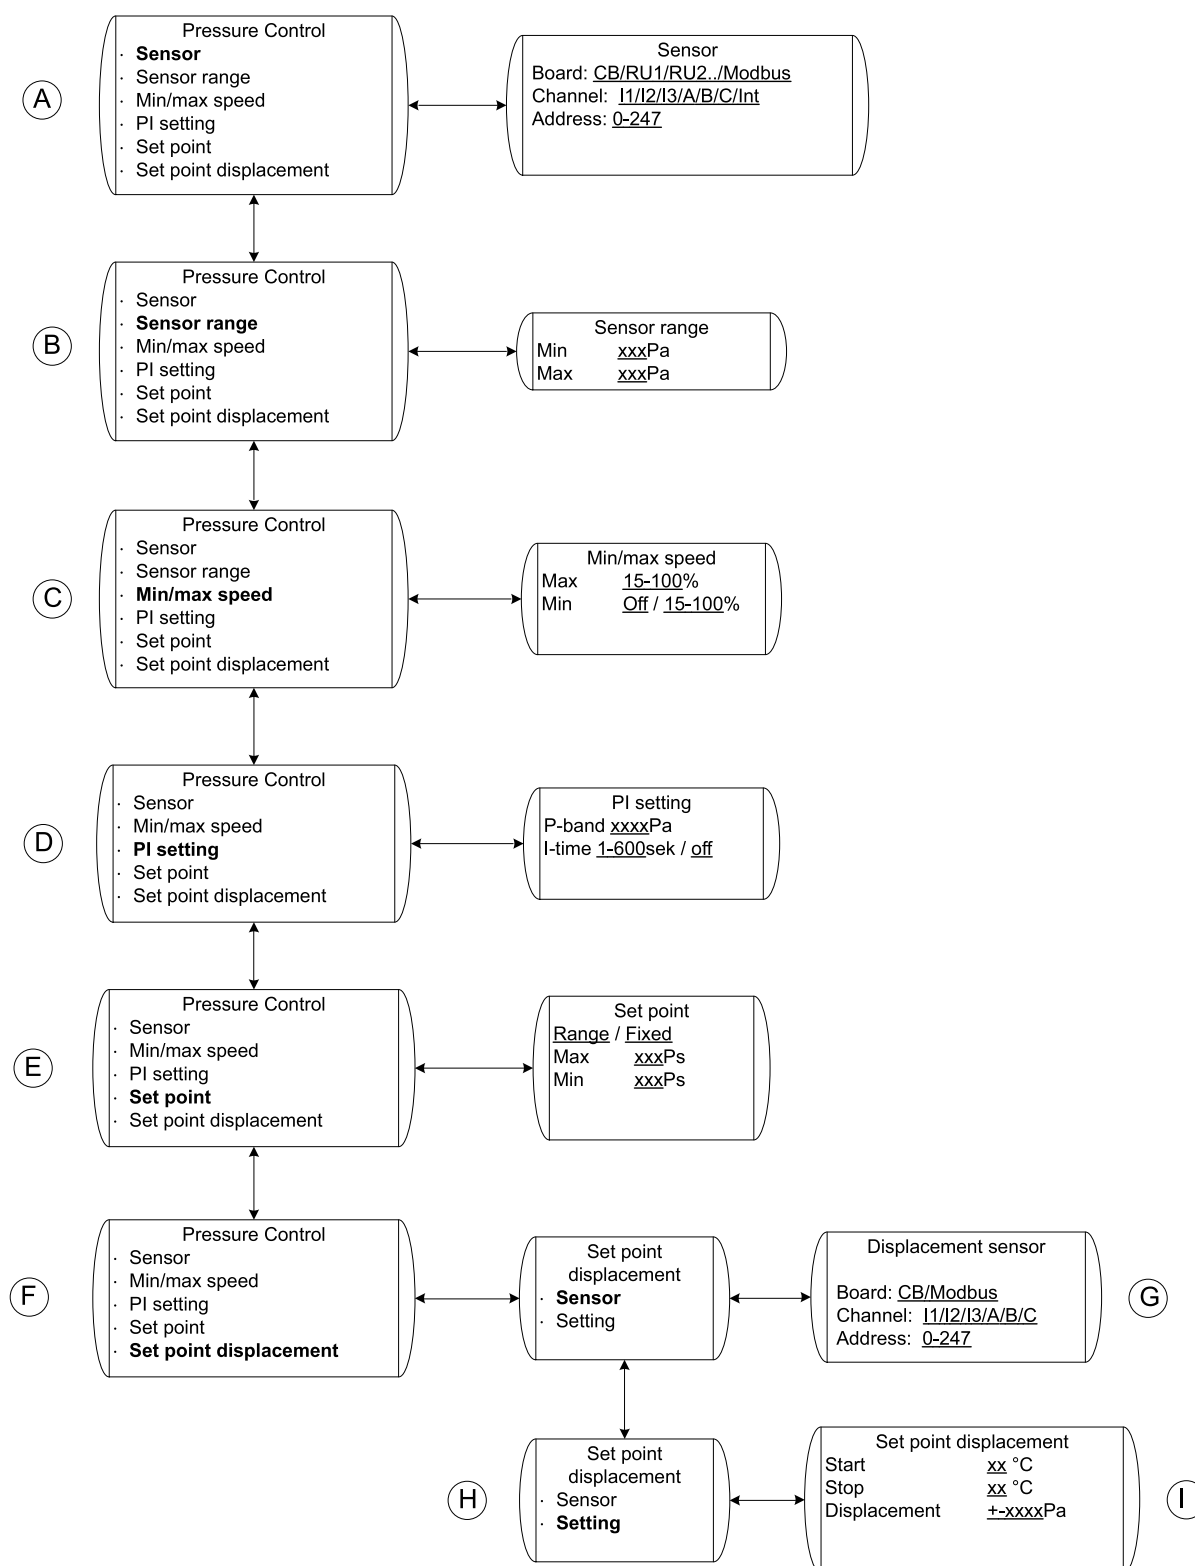 A
Pressure Control
· Sensor
· Sensor range
· Min/max speed
· PI setting
· Set point
· Set point displacement
Sensor
Board: CB/RU1/RU2../Modbus
Channel: I1/I2/I3/A/B/C/Int
Address: 0-247
B
Pressure Control
· Sensor
· Sensor range
· Min/max speed
· PI setting
· Set point
· Set point displacement
Sensor range
Min xxxPa
Max xxxPa
C
Pressure Control
· Sensor
· Sensor range
· Min/max speed
· PI setting
· Set point
· Set point displacement
Min/max speed
Max 15-100%
Min Off / 15-100%
D
Pressure Control
· Sensor
· Min/max speed
· PI setting
· Set point
· Set point displacement
PI setting
P-band xxxxPa
I-time 1-600sek / off
E
Pressure Control
· Sensor
· Min/max speed
· PI setting
· Set point
· Set point displacement
Set point
Range / Fixed
Max xxxPs
Min xxxPs
F
Pressure Control
· Sensor
· Min/max speed
· PI setting
· Set point
· Set point displacement
Set point
displacement
· Sensor
· Setting
Displacement sensor
Board: CB/Modbus
Channel: I1/I2/I3/A/B/C
Address: 0-247
G
H
Set point
displacement
· Sensor
· Setting
Set point displacement
Start xx °C
Stop xx °C
Displacement +-xxxxPa
I